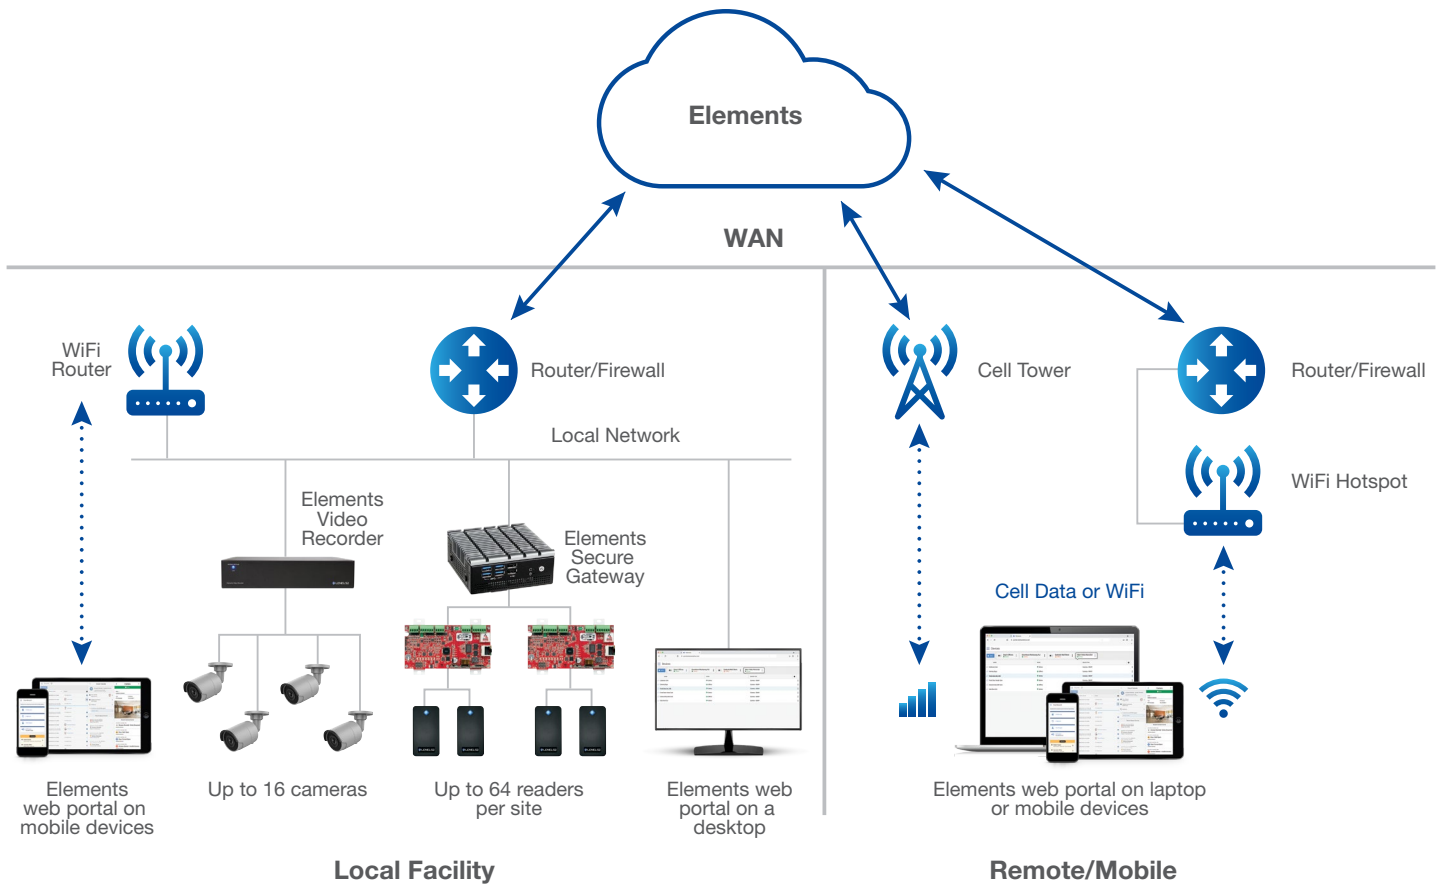 Elements
WAN
WiFi
Router
Router/Firewall
Cell Tower
Router/Firewall
Local Network
WiFi Hotspot
Elements
Video
Recorder
Elements
Secure
Gateway
Cell Data or WiFi
Elements
web portal on
mobile devices
Up to 16 cameras
Up to 64 readers
per site
Elements web
portal on a
desktop
Elements web portal on laptop
or mobile devices
Local Facility
Remote/Mobile